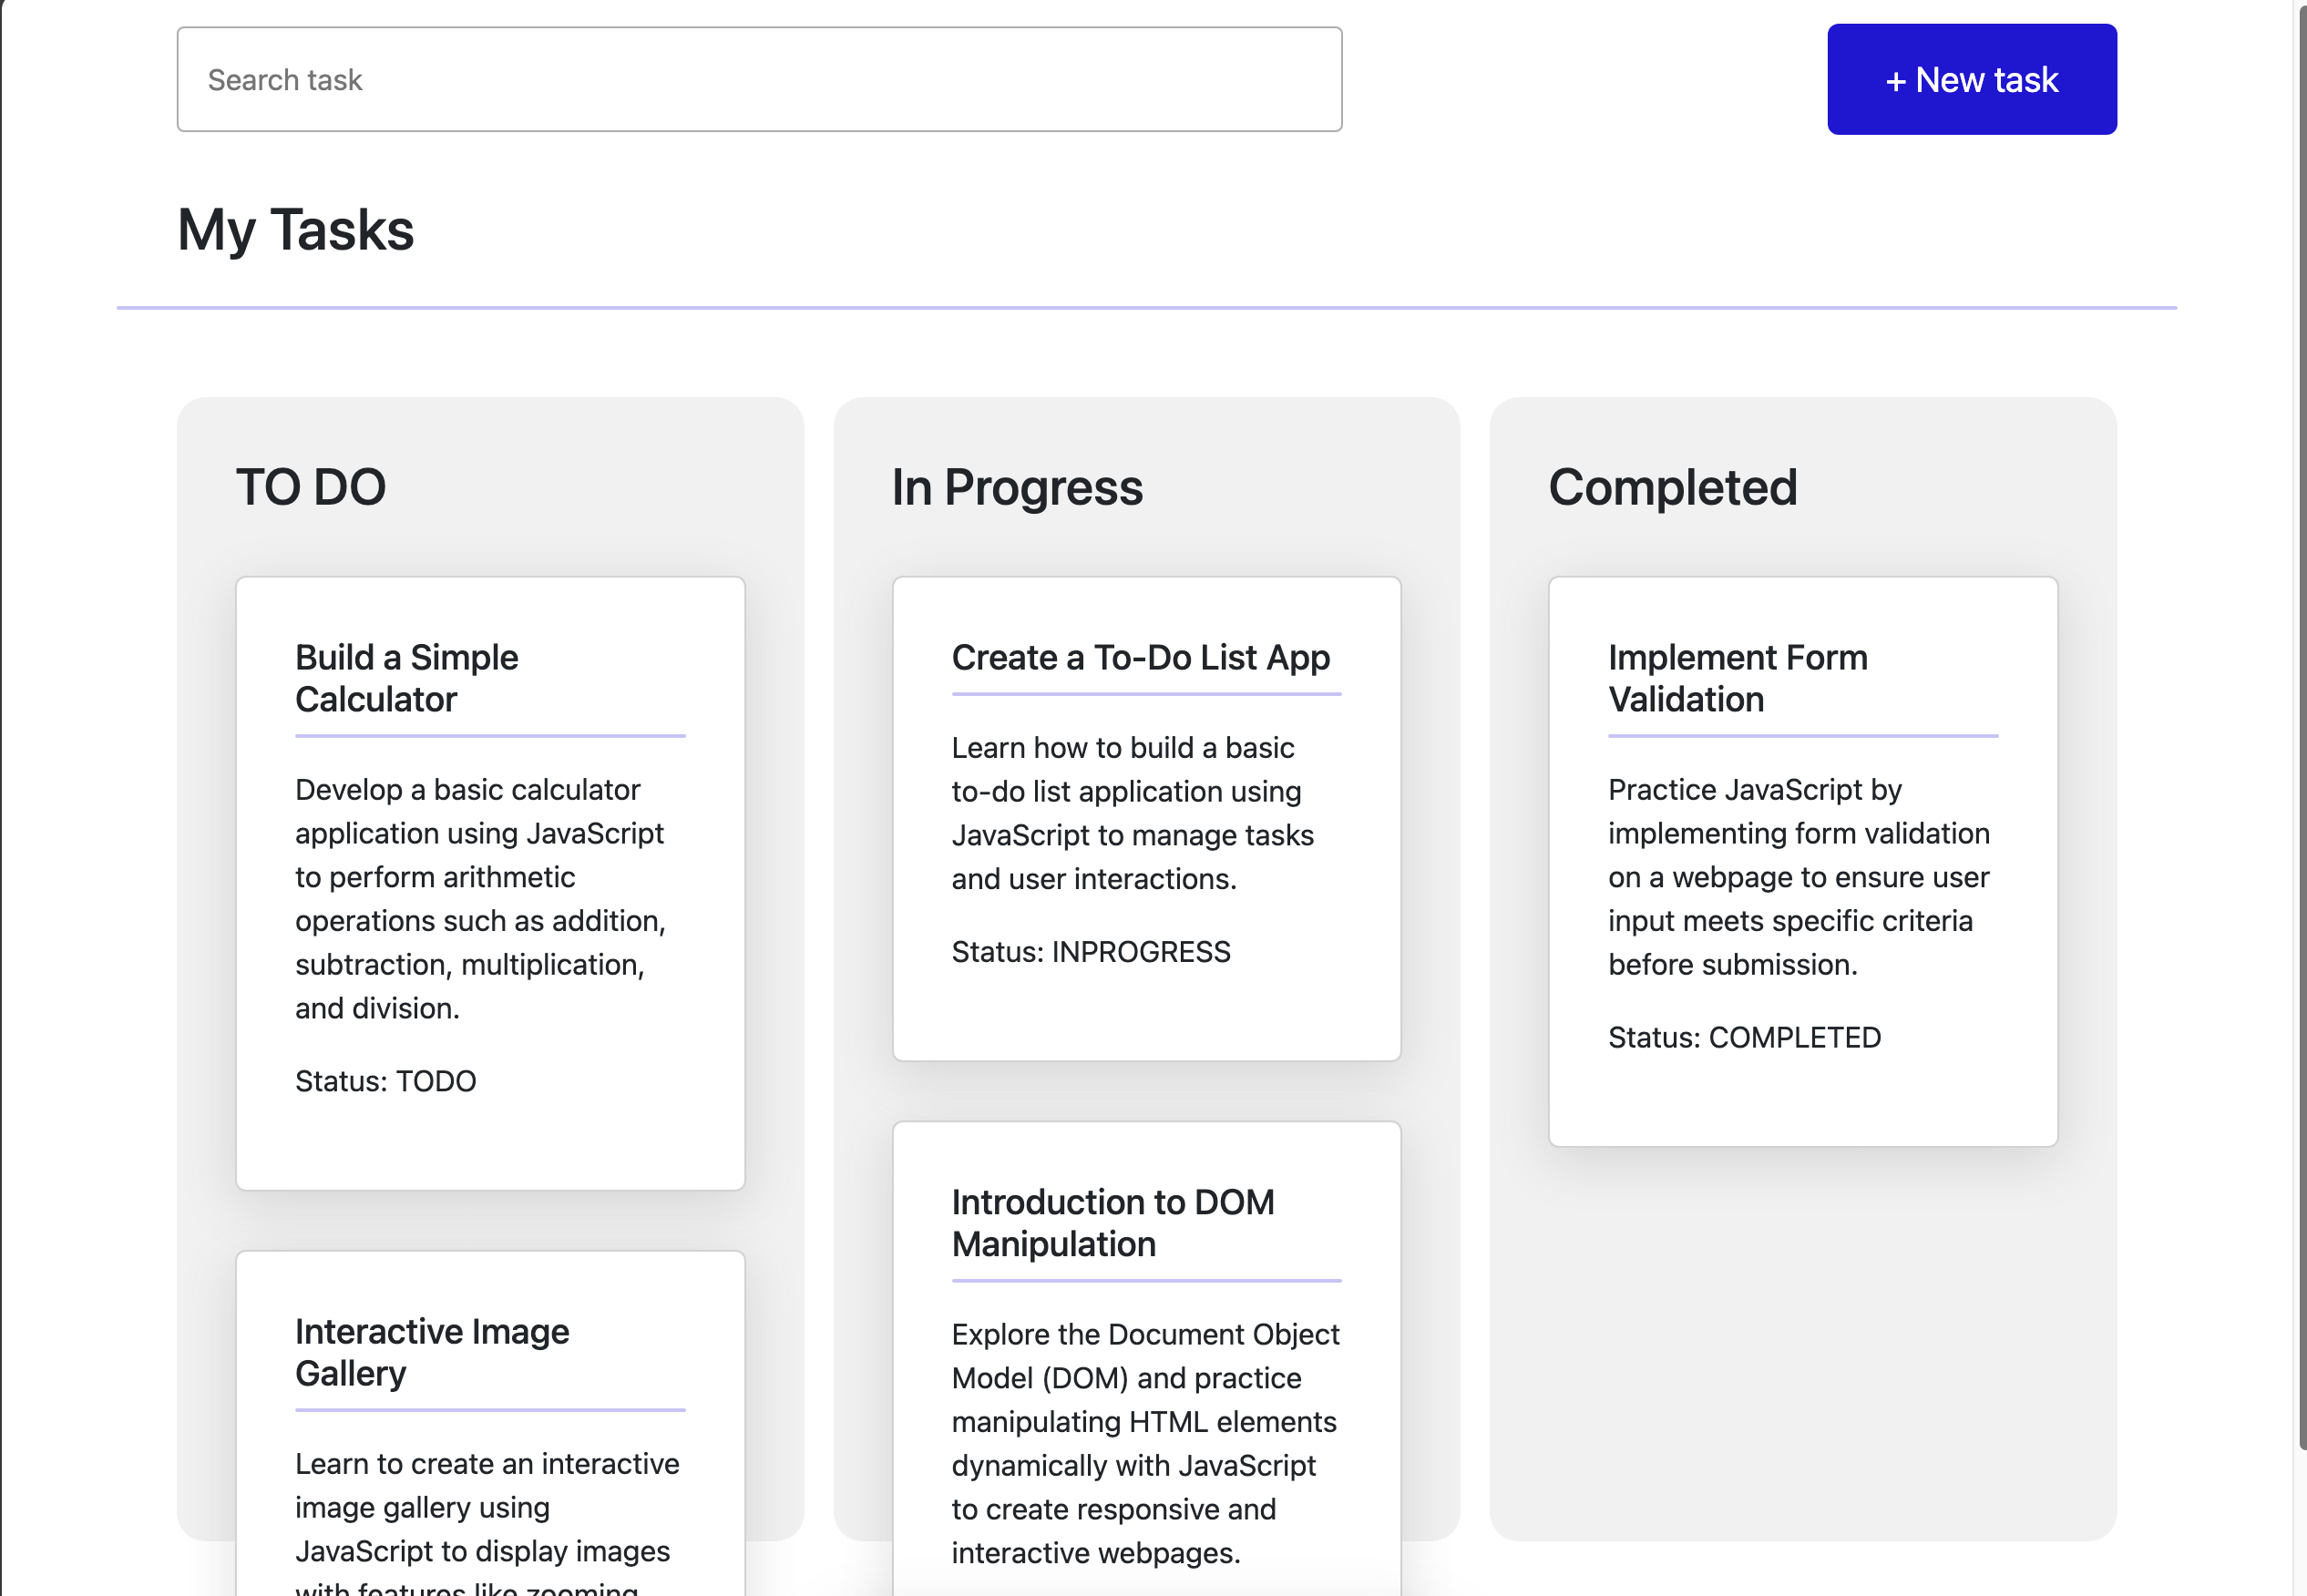 Search task
+ New task
My Tasks
TO DO
Build a Simple
Calculator
Develop a basic calculator
application using JavaScript
to perform arithmetic
operations such as addition,
subtraction, multiplication,
and division.
Status: TODO
Interactive Image
Gallery
Learn to create an interactive
image gallery using
JavaScript to display images
with features like zooming
In Progress
Create a To-Do List App
Learn how to build a basic
to-do list application using
JavaScript to manage tasks
and user interactions.
Status: INPROGRESS
Introduction to DOM
Manipulation
Explore the Document Object
Model (DOM) and practice
manipulating HTML elements
dynamically with JavaScript
to create responsive and
interactive webpages.
Completed
Implement Form
Validation
Practice JavaScript by
implementing form validation
on a webpage to ensure user
input meets specific criteria
before submission.
Status: COMPLETED